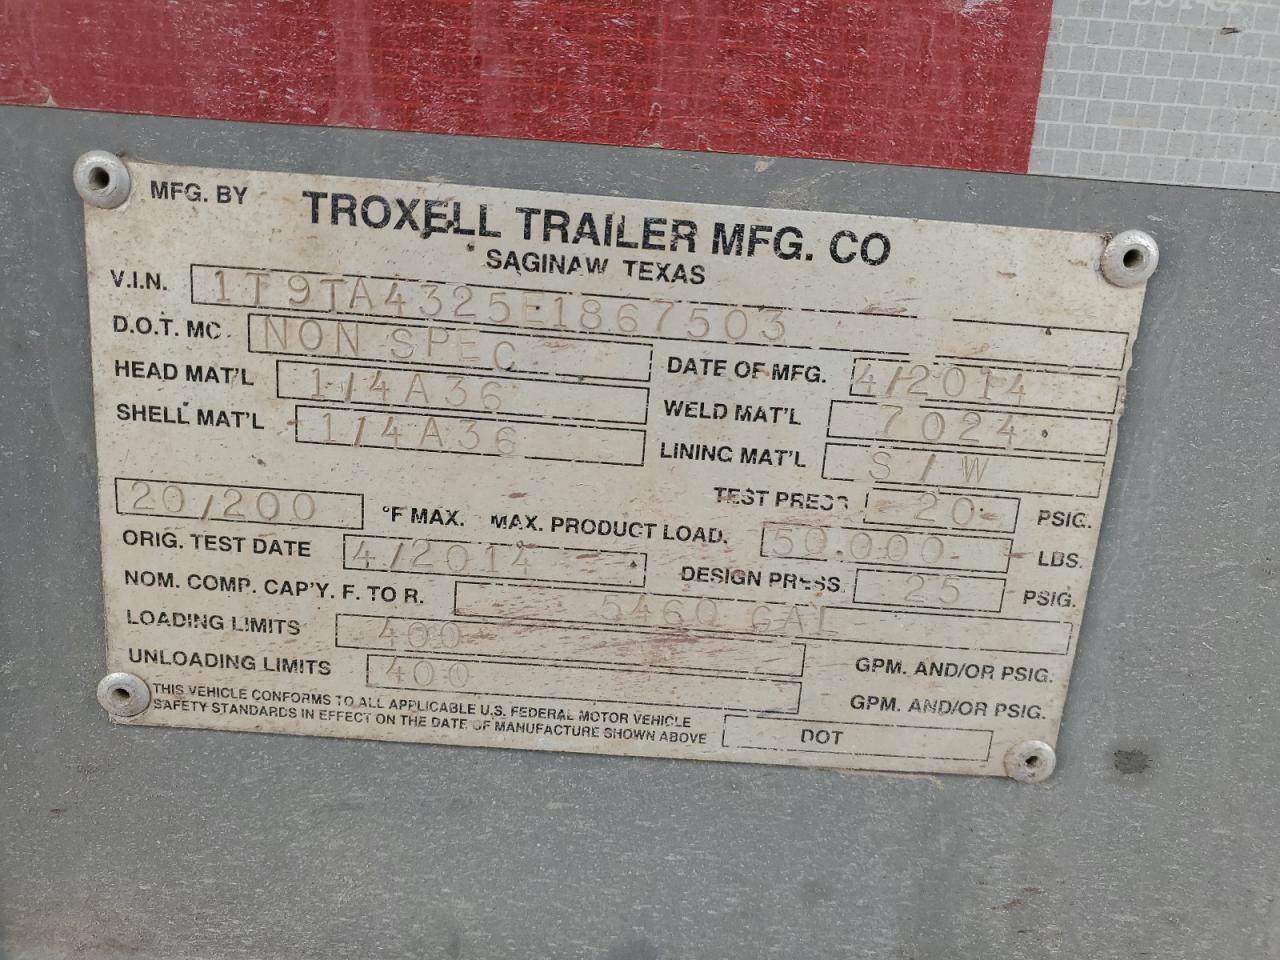 MFG. BY TROXELL TRAILER MFG. CO
SAGINAW TEXAS
V.I.N. 1T9TA4325E1867503
D.O.T. MC NON SPEC
DATE OF MFG. 4/2014
HEAD MAT'L 1/4A36
WELD MAT'L 7024
SHELL MAT'L 1/4A36
LINING MAT'L S/W
TEST PRESS 20 PSIG.
20/200 °F MAX. MAX. PRODUCT LOAD. 50.000 LBS.
ORIG. TEST DATE 4/2014
DESIGN PRESS. 25 PSIG.
NOM. COMP. CAP'Y. F. TO R. 5460 GAL
LOADING LIMITS 400 GPM. AND/OR PSIG.
UNLOADING LIMITS 400 GPM. AND/OR PSIG.
THIS VEHICLE CONFORMS TO ALL APPLICABLE U.S. FEDERAL MOTOR VEHICLE
SAFETY STANDARDS IN EFFECT ON THE DATE OF MANUFACTURE SHOWN ABOVE
DOT